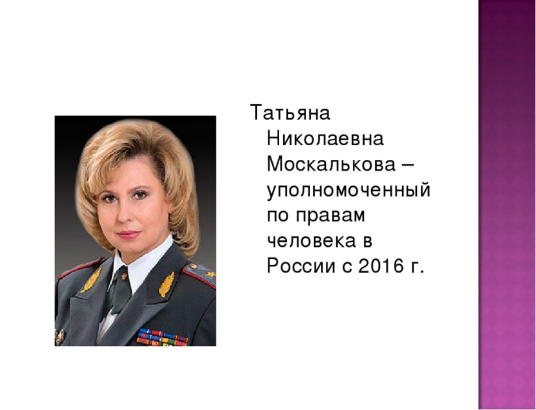 Татьяна
Николаевна
Москалькова –
уполномоченный
по правам
человека в
России с 2016 г.